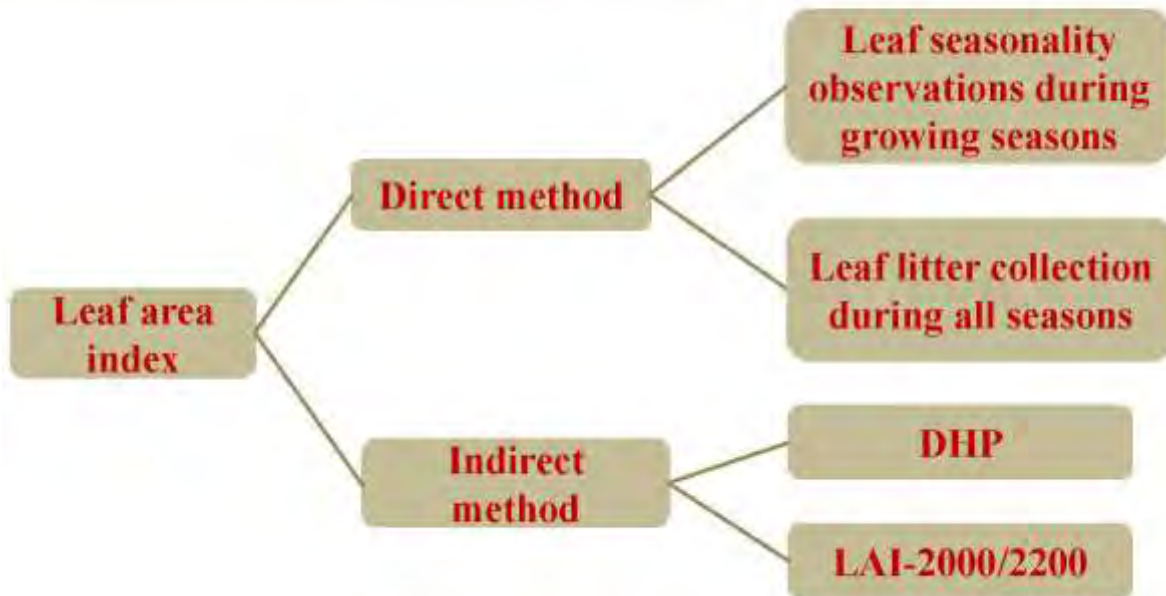 Leaf area
index
Direct method
Leaf seasonality
observations during
growing seasons
Leaf litter collection
during all seasons
Indirect
method
DHP
LAI-2000/2200